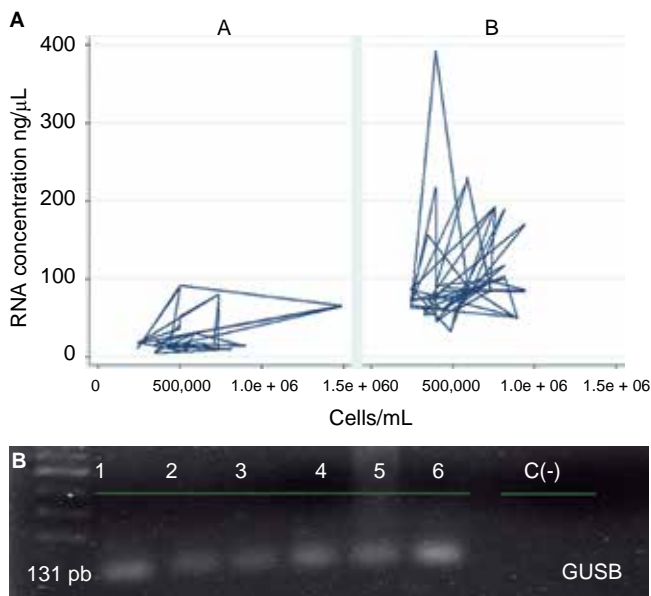 A
A B
RNA concentration ng/μL
400
300
200
100
0
0 500,000 1.0e + 06 1.5e + 060 500,000 1.0e + 06 1.5e + 06
Cells/mL
B
1 2 3 4 5 6 C(-)
131 pb GUSB